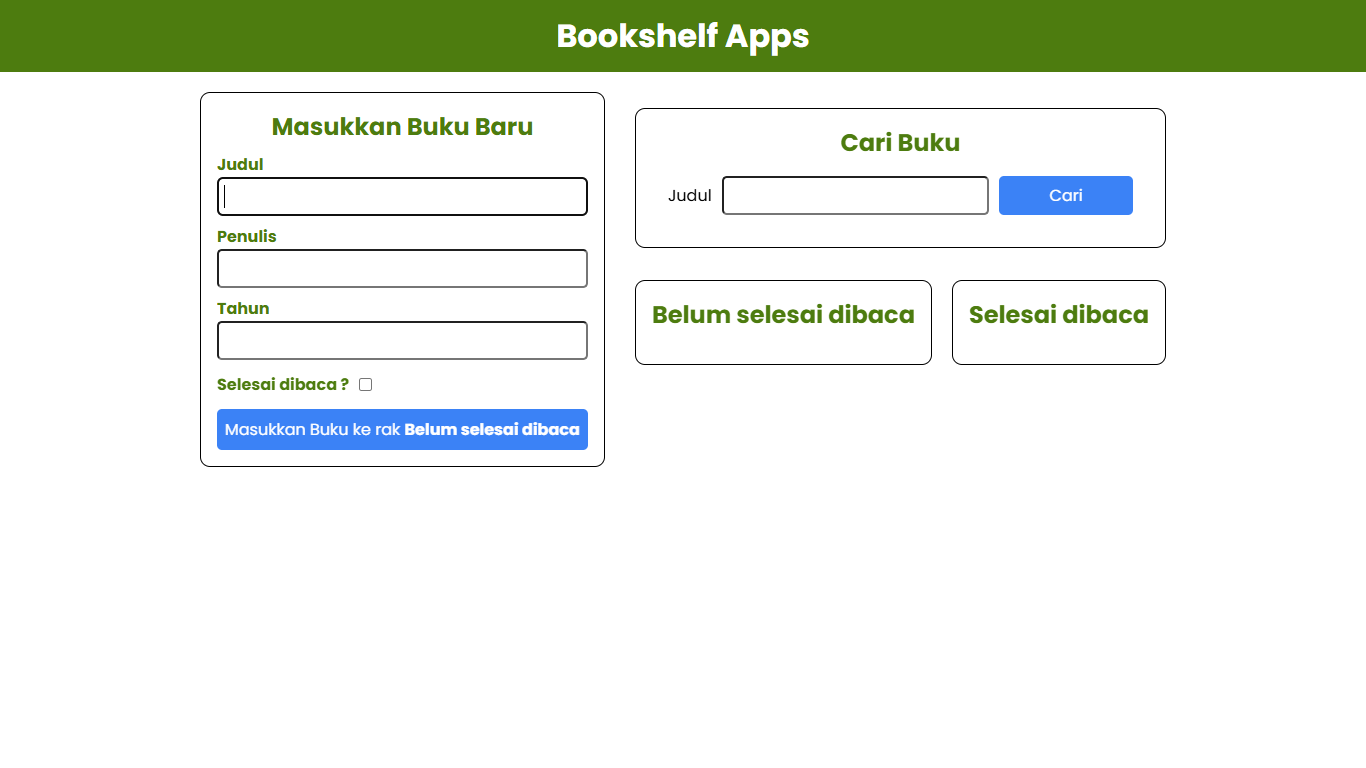 Bookshelf Apps
Masukkan Buku Baru
Judul
Penulis
Tahun
Selesai dibaca ?
Masukkan Buku ke rak Belum selesai dibaca
Cari Buku
Judul
Cari
Belum selesai dibaca
Selesai dibaca